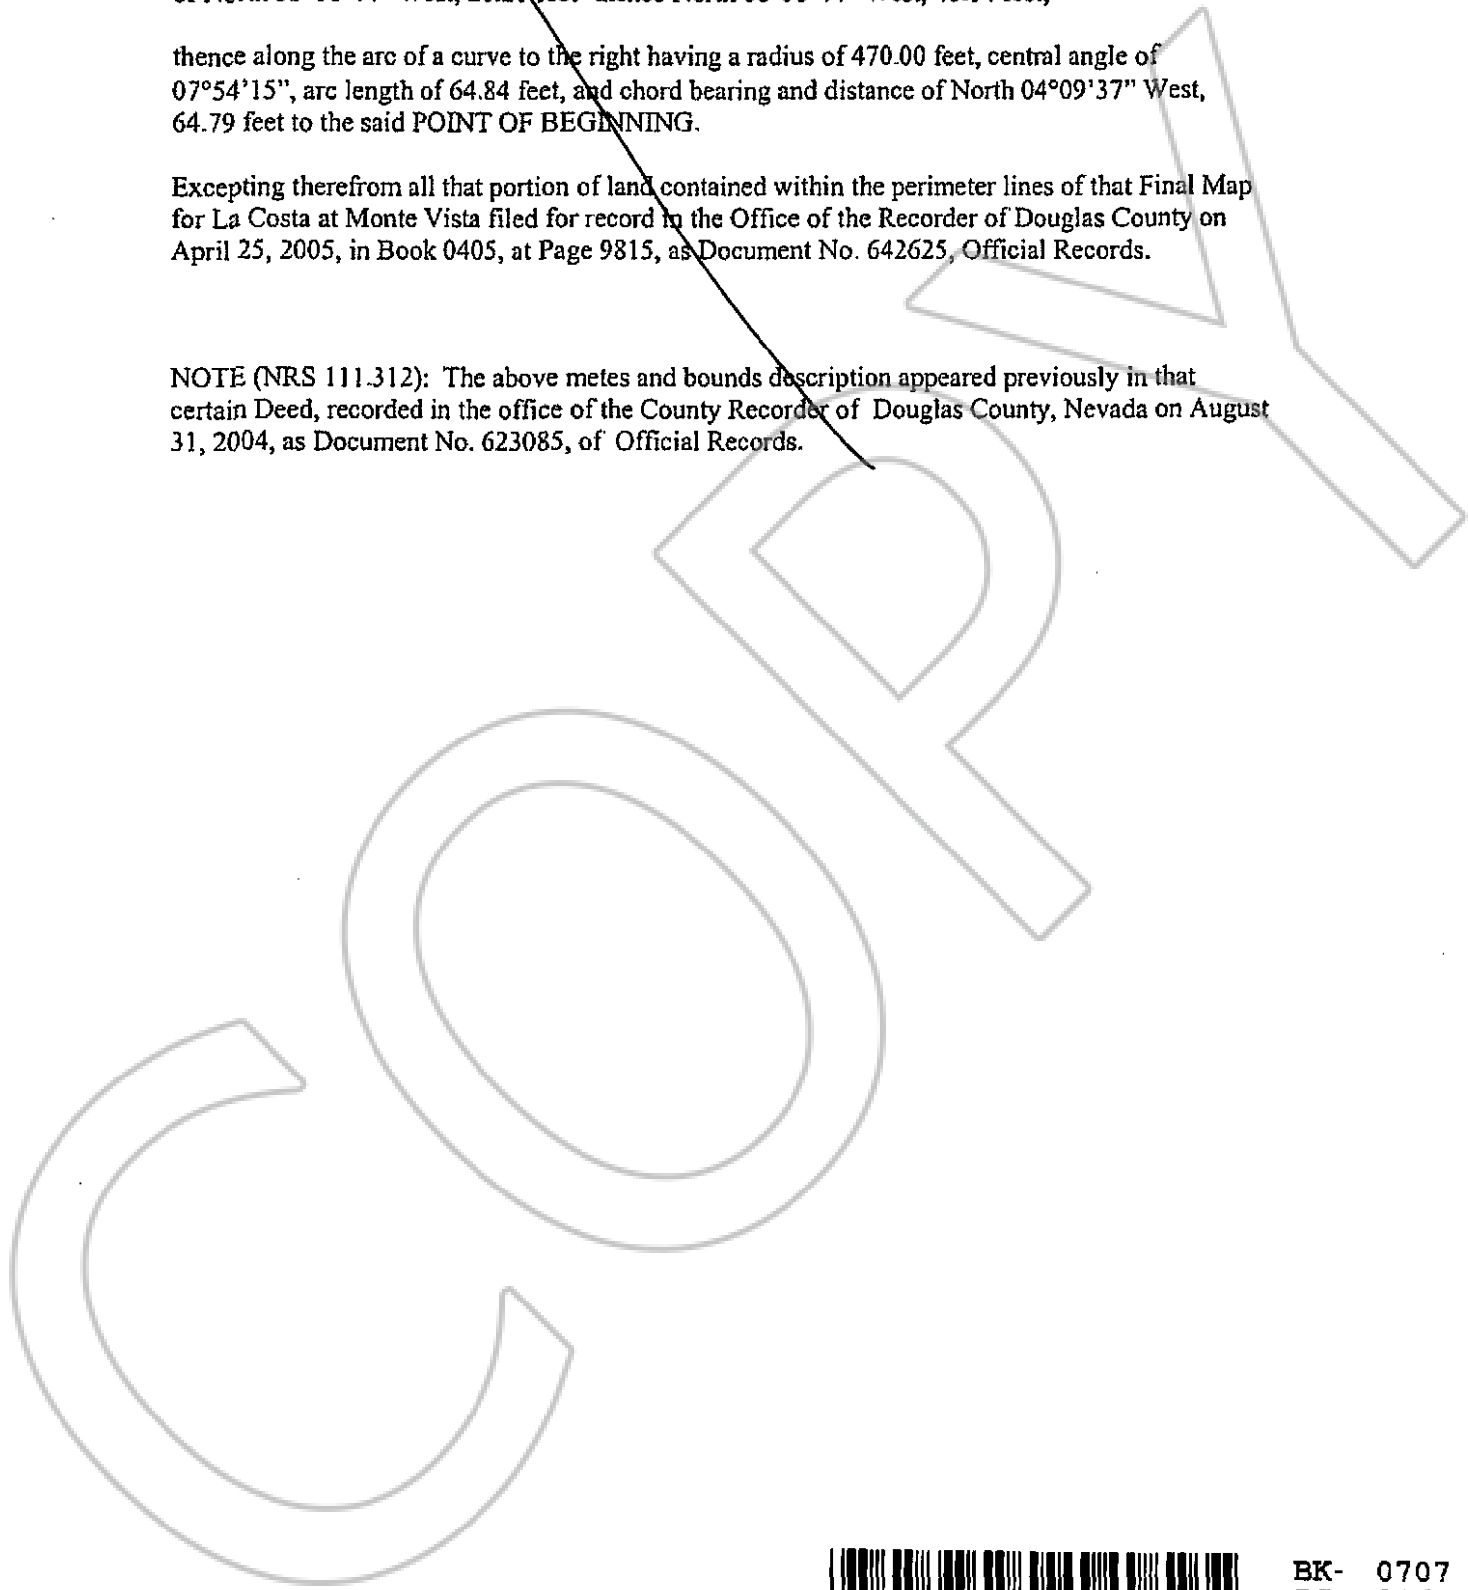 thence along the arc of a curve to the right having a radius of 470.00 feet, central angle of
07°54'15", arc length of 64.84 feet, and chord bearing and distance of North 04°09'37" West,
64.79 feet to the said POINT OF BEGINNING.
Excepting therefrom all that portion of land contained within the perimeter lines of that Final Map
for La Costa at Monte Vista filed for record in the Office of the Recorder of Douglas County on
April 25, 2005, in Book 0405, at Page 9815, as Document No. 642625, Official Records.
NOTE (NRS 111.312): The above metes and bounds description appeared previously in that
certain Deed, recorded in the office of the County Recorder of Douglas County, Nevada on August
31, 2004, as Document No. 623085, of Official Records.
COPY
BK- 0707